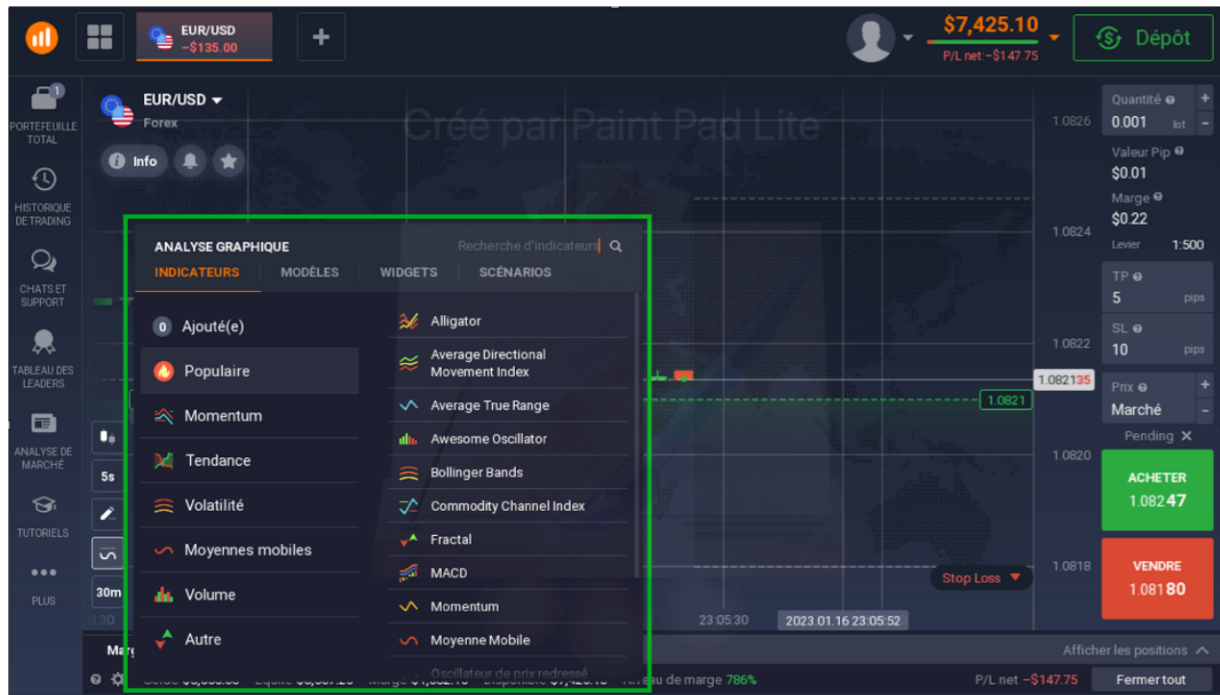 EUR/USD
-$135.00
+
$7,425.10
P/L net:-$147.75
Dépôt
1
PORTEFEUILLE
TOTAL
HISTORIQUE
DE TRADING
CHATS ET
SUPPORT
TABLEAU DES
LEADERS
ANALYSE DE
MARCHÉ
TUTORIELS
PLUS
EUR/USD
Forex
Info
Créé par Paint Pad Lite
ANALYSE GRAPHIQUE
Recherche d'indicateurs
INDICATEURS
MODÈLES
WIDGETS
SCÉNARIOS
0 Ajouté(e)
Populaire
Momentum
Tendance
Volatilité
Moyennes mobiles
Volume
Autre
Alligator
Average Directional
Movement Index
Average True Range
Awesome Oscillator
Bollinger Bands
Commodity Channel Index
Fractal
MACD
Momentum
Moyenne Mobile
Oscillateur de prix redressé
5s
30m
23:05:30
2023.01.16 23:05:52
1.0826
1.0824
1.0822
1.082135
1.0821
1.0820
1.0818
Stop Loss
Quantité
+
0.001 lot -
Valeur Pip
$0.01
Marge
$0.22
Levier 1:500
TP
5 pips
SL
10 pips
Prix
+
Marché -
Pending X
ACHETER
1.08247
VENDRE
1.08180
Afficher les positions
de marge 786%
P/L net -$147.75
Fermer tout